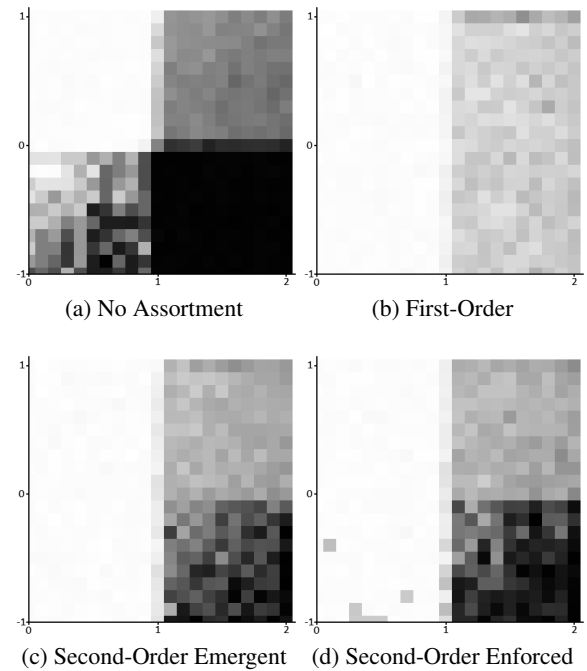 1 1
0 0
-1 -1
0 1 2 0 1 2
(a) No Assortment (b) First-Order
1 1
0 0
-1 -1
0 1 2 0 1 2
(c) Second-Order Emergent (d) Second-Order Enforced